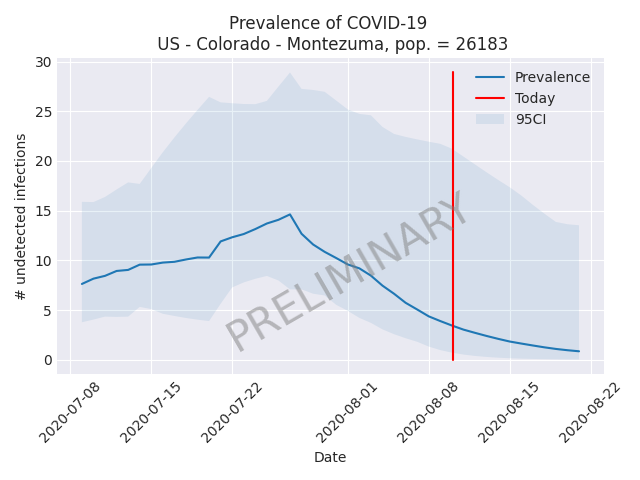 Prevalence of COVID-19
US - Colorado - Montezuma, pop. = 26183
# undetected infections
30
25
20
15
10
5
0
Prevalence
Today
95CI
PRELIMINARY
2020-07-08
2020-07-15
2020-07-22
2020-08-01
2020-08-08
2020-08-15
2020-08-22
Date